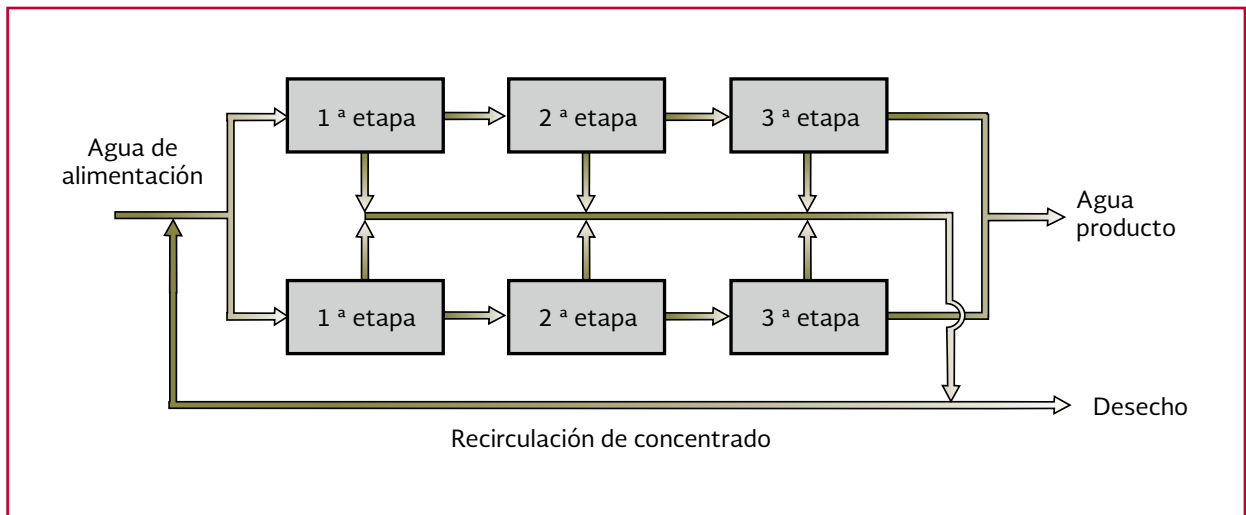 1 ª etapa
2 ª etapa
3 ª etapa
Agua de
alimentación
Agua
producto
1 ª etapa
2 ª etapa
3 ª etapa
Desecho
Recirculación de concentrado